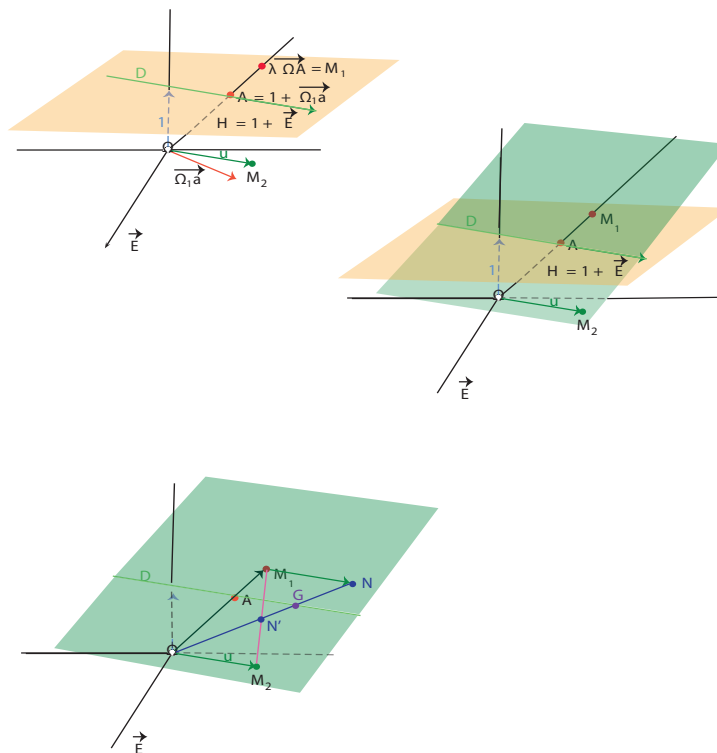 D
λ ΩA = M1
A = 1 + Ω1a
1
H = 1 + E
u
M2
Ω1a
E
D
M1
A
1
H = 1 + E
u
M2
E
D
M1
N
A
G
N'
u
M2
E